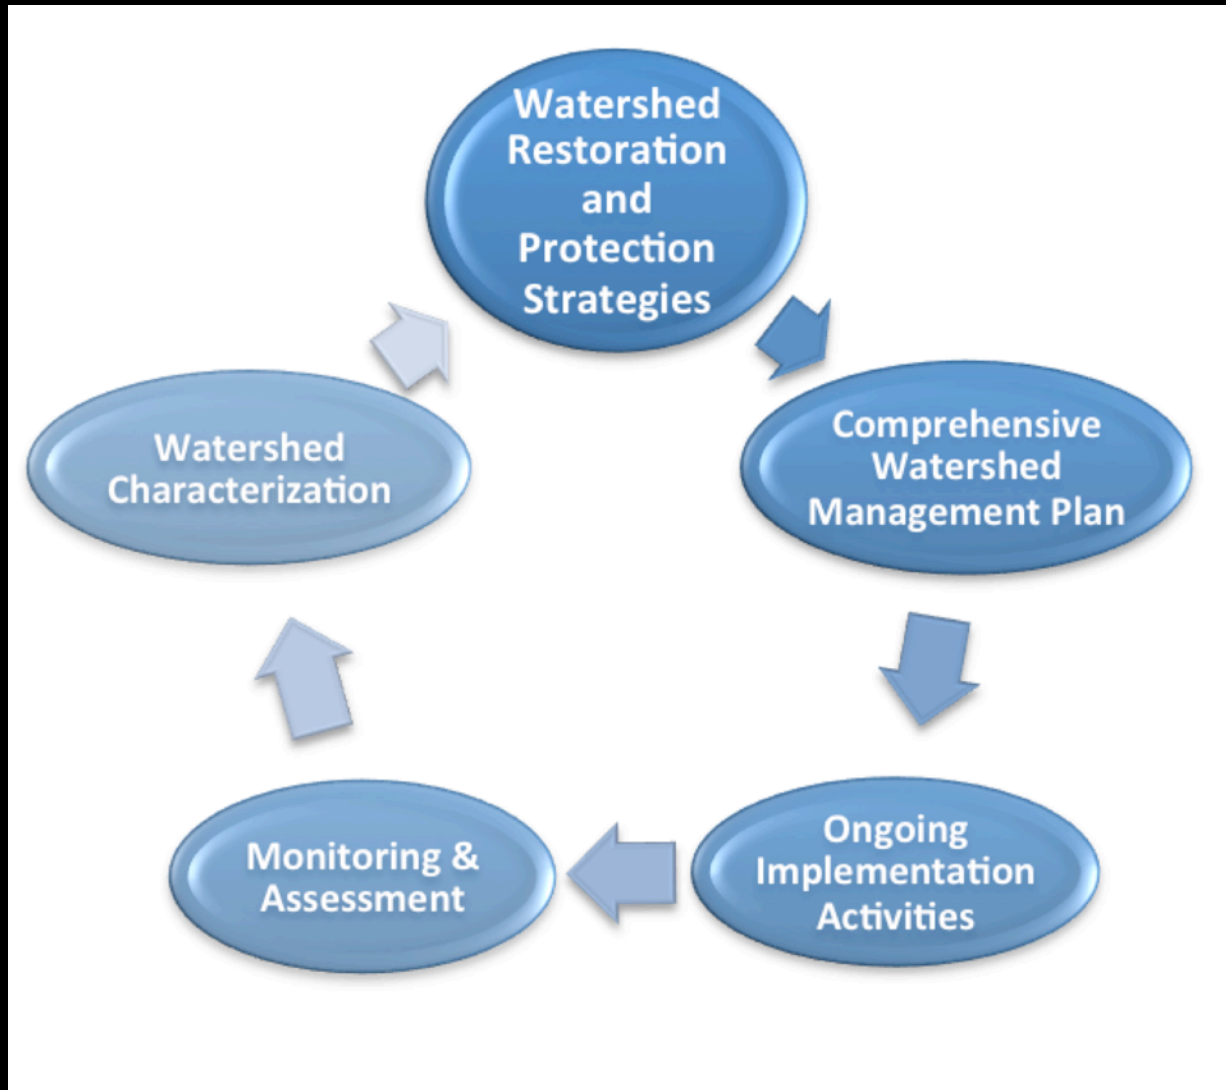 Watershed
Restoration
and
Protection
Strategies
Comprehensive
Watershed
Management Plan
Ongoing
Implementation
Activities
Monitoring &
Assessment
Watershed
Characterization